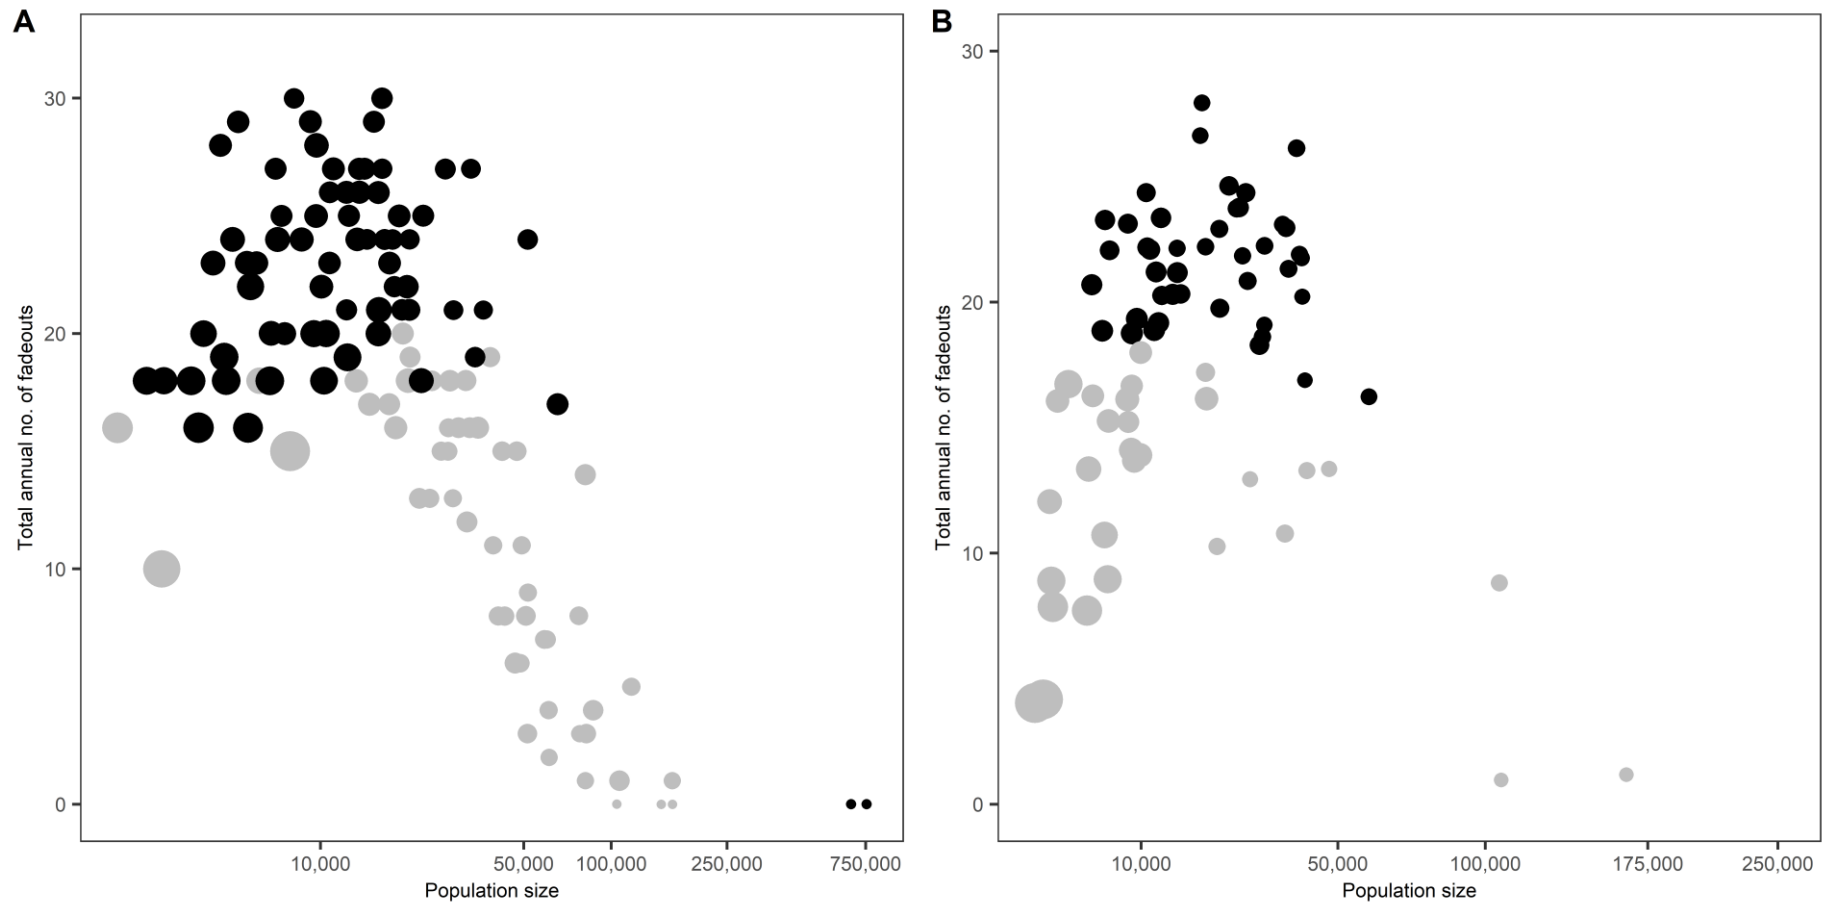 A
Total annual no. of fadeouts
30
20
10
0
10,000 50,000 100,000 250,000 750,000
Population size
B
Total annual no. of fadeouts
30
20
10
0
10,000 50,000 100,000 175,000 250,000
Population size